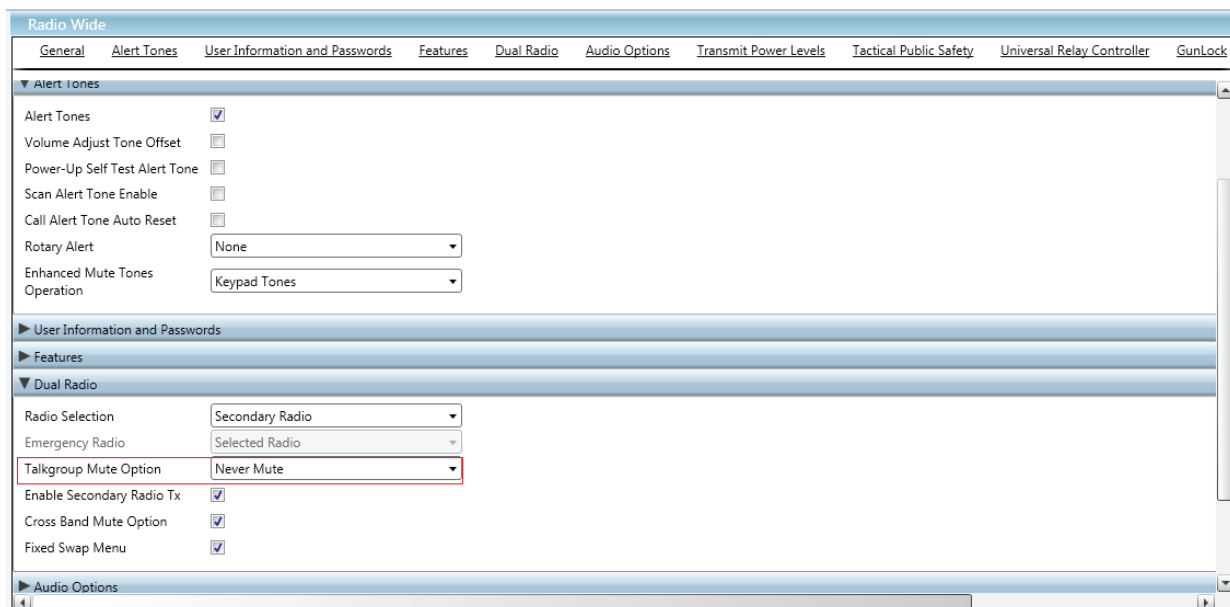 Radio Wide
General Alert Tones User Information and Passwords Features Dual Radio Audio Options Transmit Power Levels Tactical Public Safety Universal Relay Controller GunLock
Alert Tones
Alert Tones
Volume Adjust Tone Offset
Power-Up Self Test Alert Tone
Scan Alert Tone Enable
Call Alert Tone Auto Reset
Rotary Alert None
Enhanced Mute Tones
Operation Keypad Tones
User Information and Passwords
Features
Dual Radio
Radio Selection Secondary Radio
Emergency Radio Selected Radio
Talkgroup Mute Option Never Mute
Enable Secondary Radio Tx
Cross Band Mute Option
Fixed Swap Menu
Audio Options